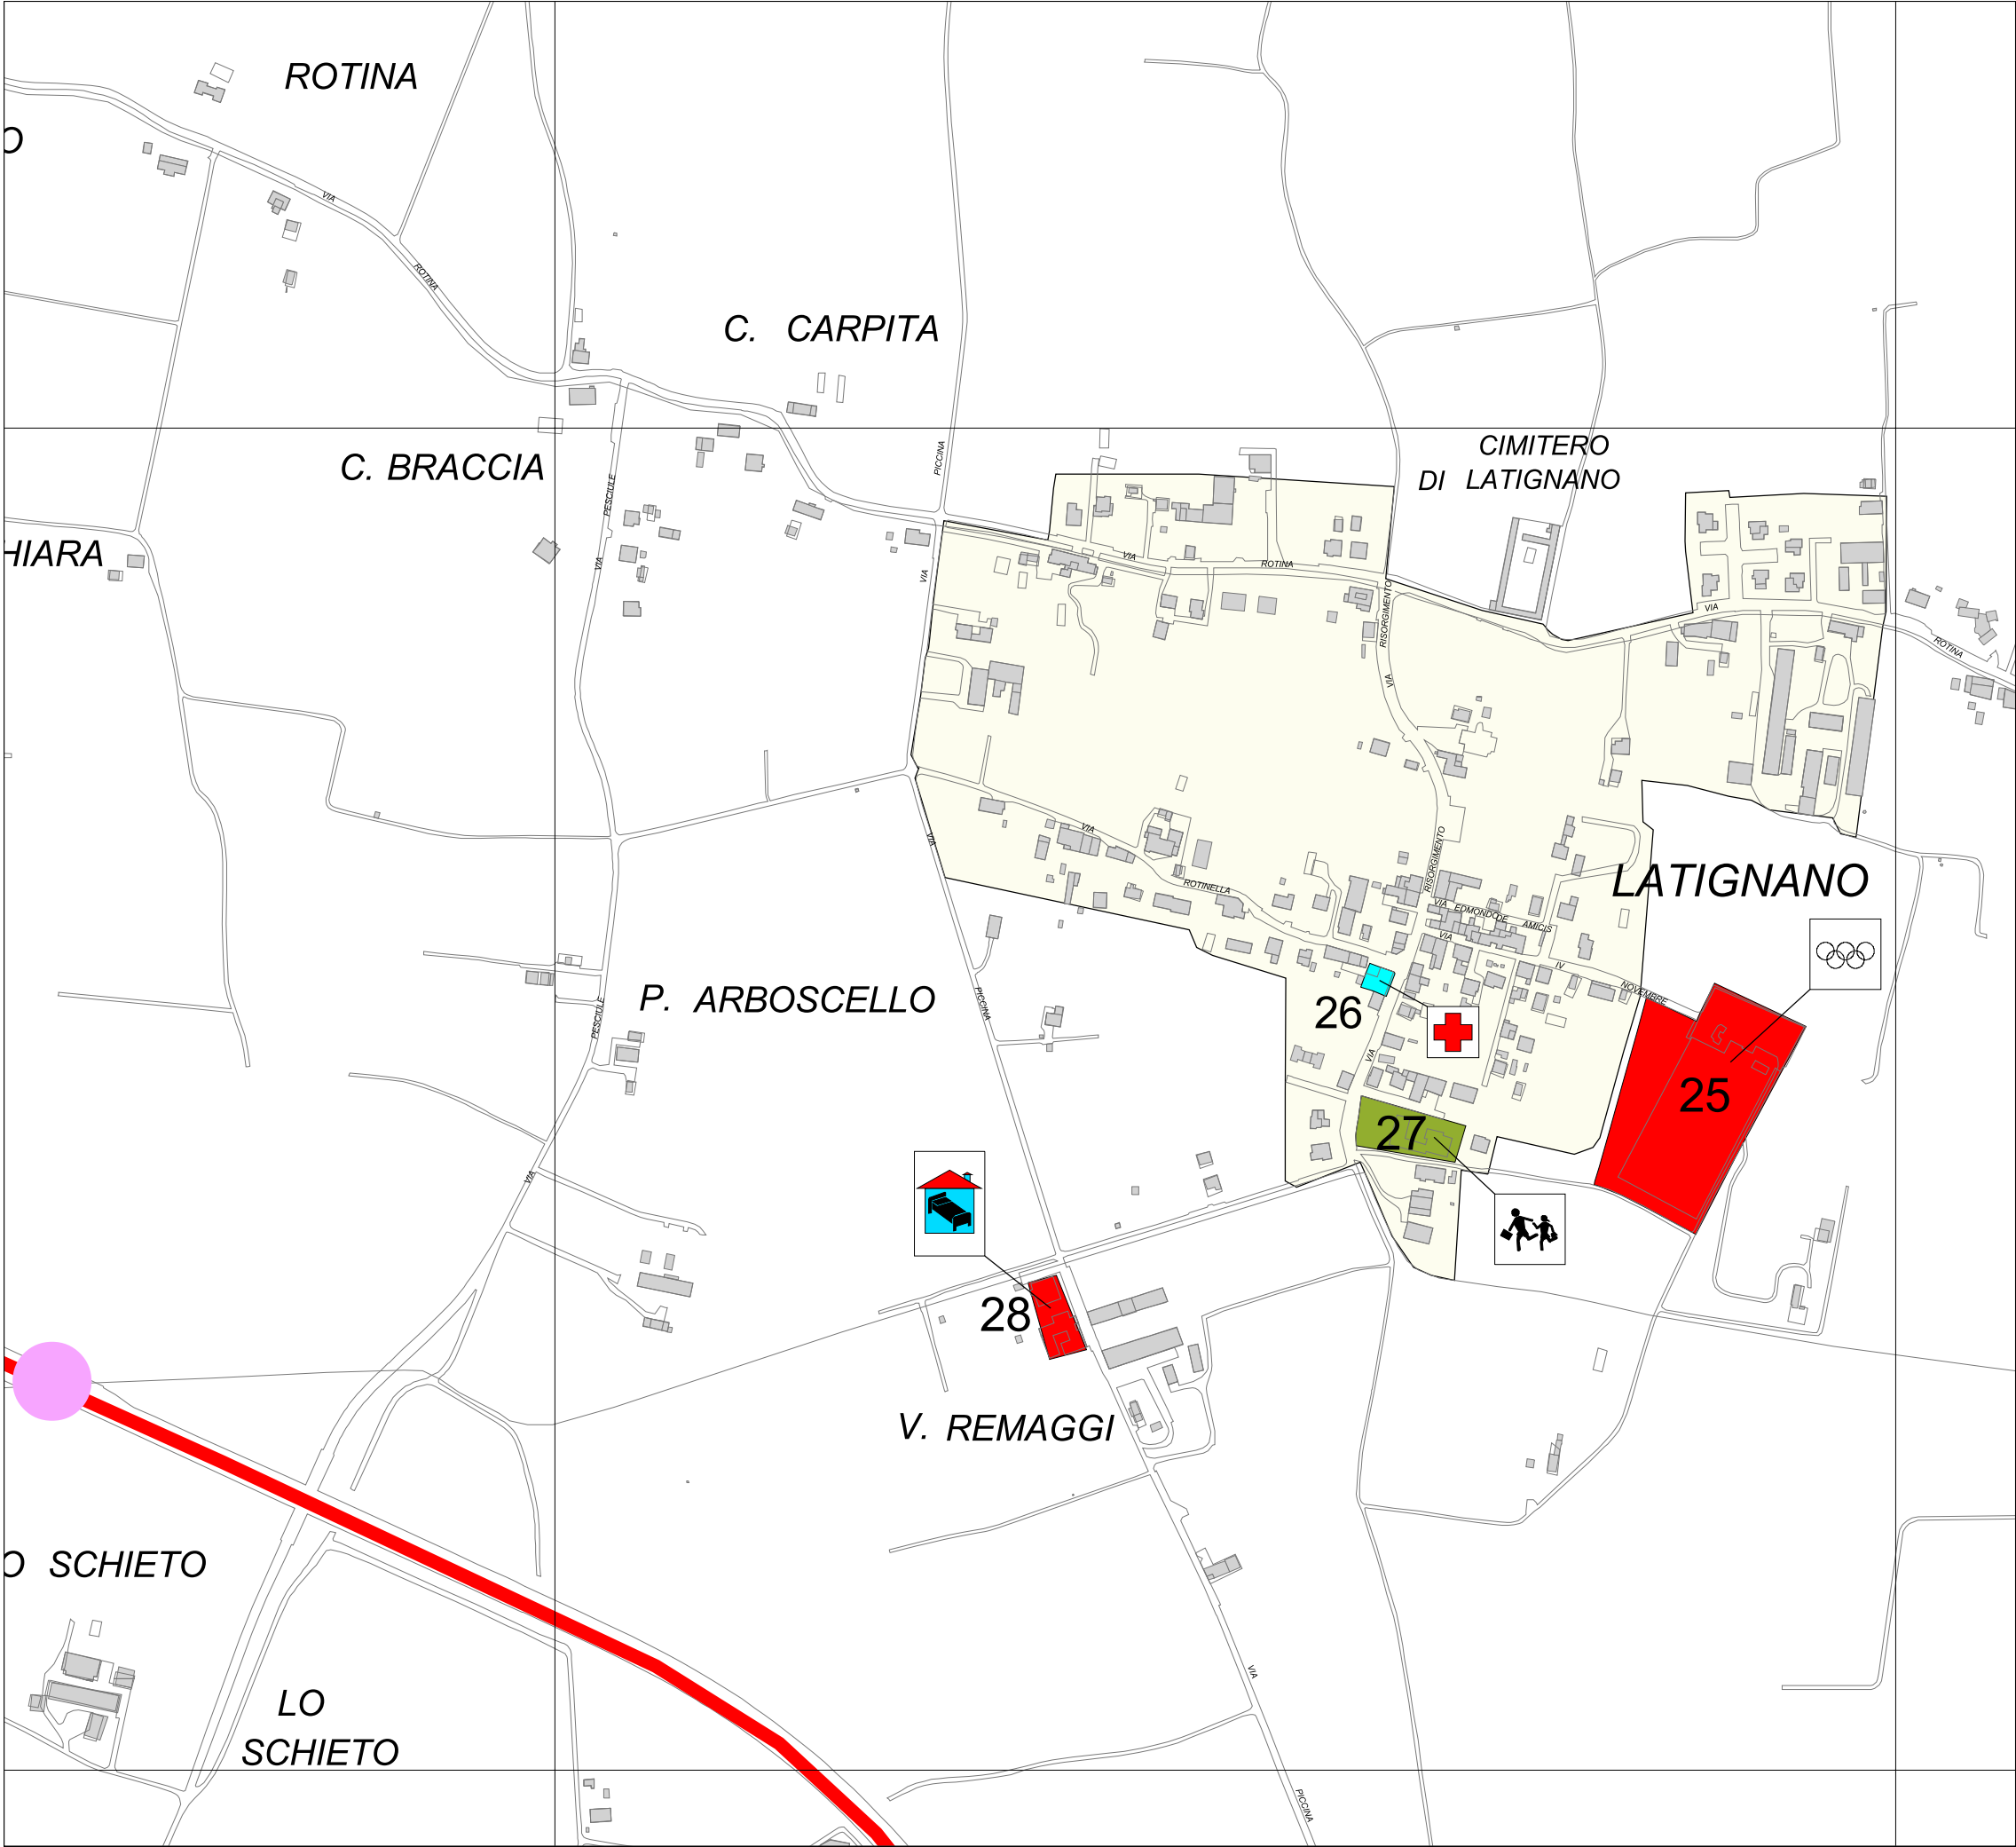 ROTINA
O
VIA
ROTINA
C. CARPITA
CIMITERO
DI LATIGNANO
C. BRACCIA
PICCINA
PESCIULE
HIARA
VIA
VIA
VIA
ROTINA
RISORGIMENTO
VIA
VIA
ROTINA
VIA
VIA
ROTINELLA
RISORGIMENTO
LATIGNANO
VIA EDMONDO DE AMICIS
VIA
IV
NOVEMBRE
P. ARBOSCELLO
PICCINA
PESCIULE
26
VIA
25
27
VIA
28
V. REMAGGI
O SCHIETO
LO
SCHIETO
VIA
PICCINA